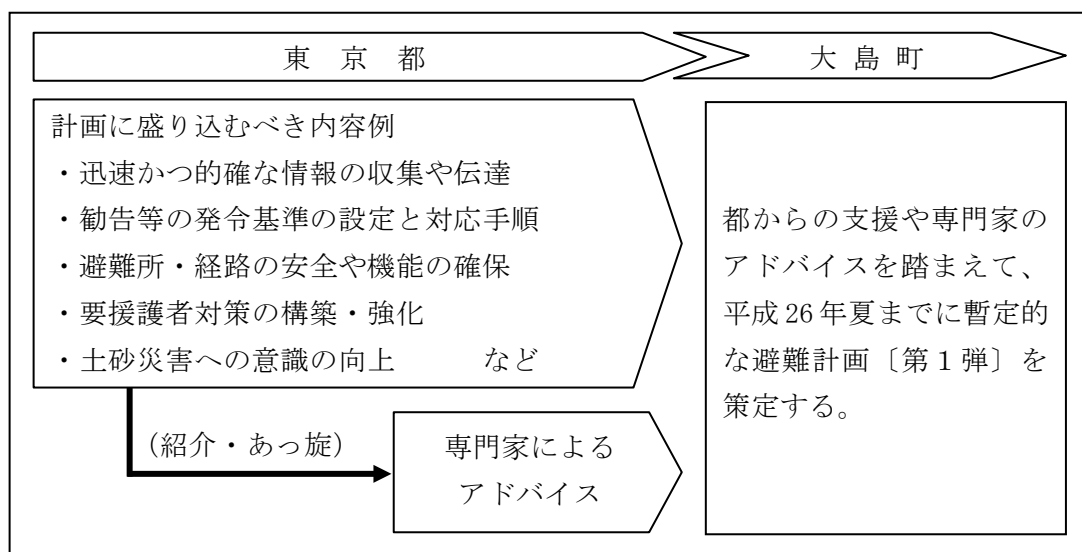 東京都
大島町
計画に盛り込むべき内容例
・迅速かつ的確な情報の収集や伝達
・勧告等の発令基準の設定と対応手順
・避難所・経路の安全や機能の確保
・要援護者対策の構築・強化
・土砂災害への意識の向上　　　など
(紹介・あっ旋)
専門家による
アドバイス
都からの支援や専門家の
アドバイスを踏まえて、
平成 26 年夏までに暫定的
な避難計画〔第１弾〕を
策定する。